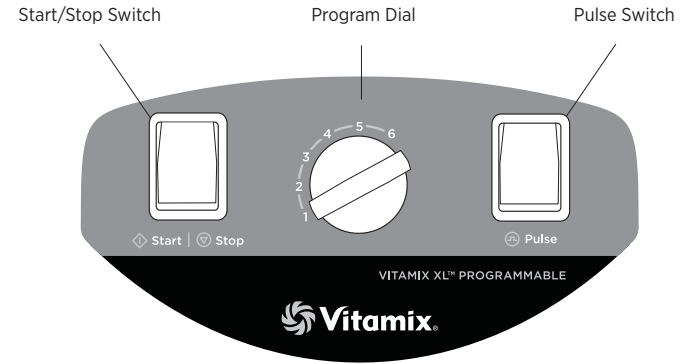 Start/Stop Switch
Program Dial
Pulse Switch
1
2
3
4
5
6
Start | Stop
Pulse
VITAMIX XL™ PROGRAMMABLE
Vitamix®